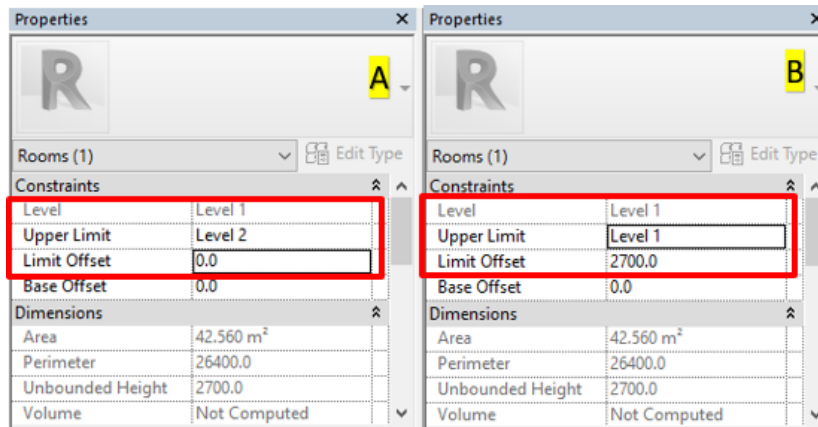 Properties
A
Rooms (1) Edit Type
Constraints
Level Level 1
Upper Limit Level 2
Limit Offset 0.0
Base Offset 0.0
Dimensions
Area 42.560 m²
Perimeter 26400.0
Unbounded Height 2700.0
Volume Not Computed
Properties
B
Rooms (1) Edit Type
Constraints
Level Level 1
Upper Limit Level 1
Limit Offset 2700.0
Base Offset 0.0
Dimensions
Area 42.560 m²
Perimeter 26400.0
Unbounded Height 2700.0
Volume Not Computed